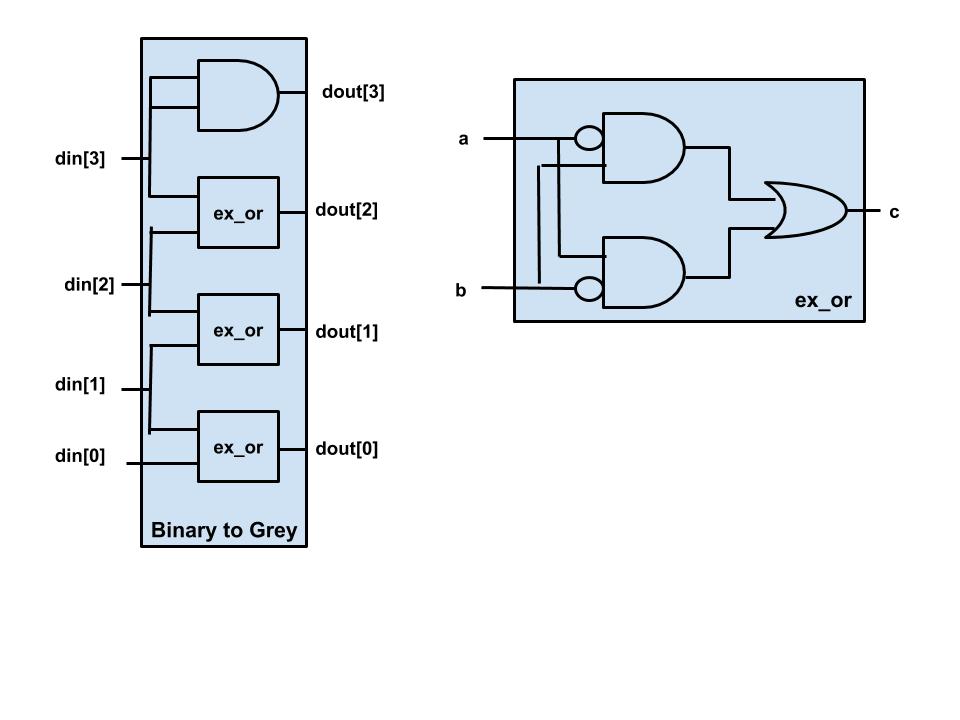 dout[3]
din[3]
ex_or
dout[2]
din[2]
ex_or
dout[1]
din[1]
ex_or
dout[0]
din[0]
Binary to Grey
a
b
c
ex_or